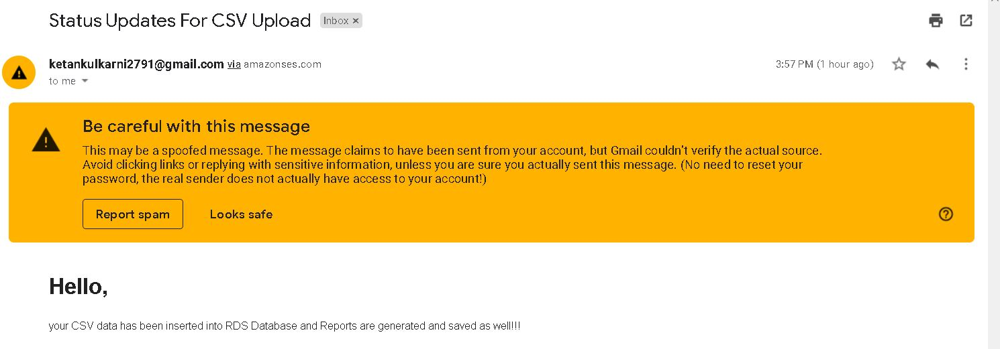 Status Updates For CSV Upload Inbox ×
ketankulkarni2791@gmail.com via amazonses.com 3:57 PM (1 hour ago)
to me
Be careful with this message
This may be a spoofed message. The message claims to have been sent from your account, but Gmail couldn't verify the actual source.
Avoid clicking links or replying with sensitive information, unless you are sure you actually sent this message. (No need to reset your
password, the real sender does not actually have access to your account!)
Report spam Looks safe
Hello,
your CSV data has been inserted into RDS Database and Reports are generated and saved as well!!!